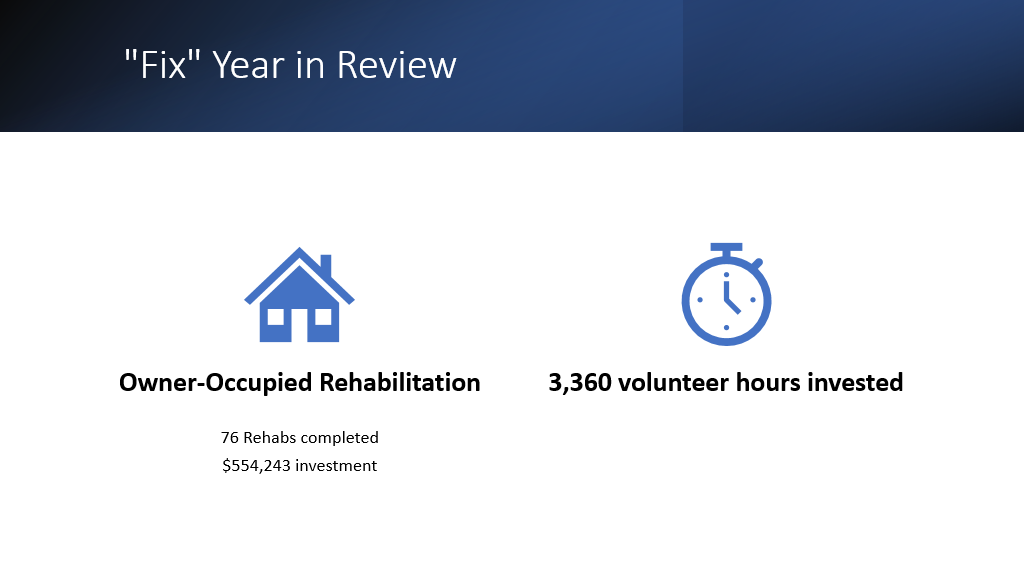 "Fix" Year in Review
Owner-Occupied Rehabilitation
76 Rehabs completed
$554,243 investment
3,360 volunteer hours invested